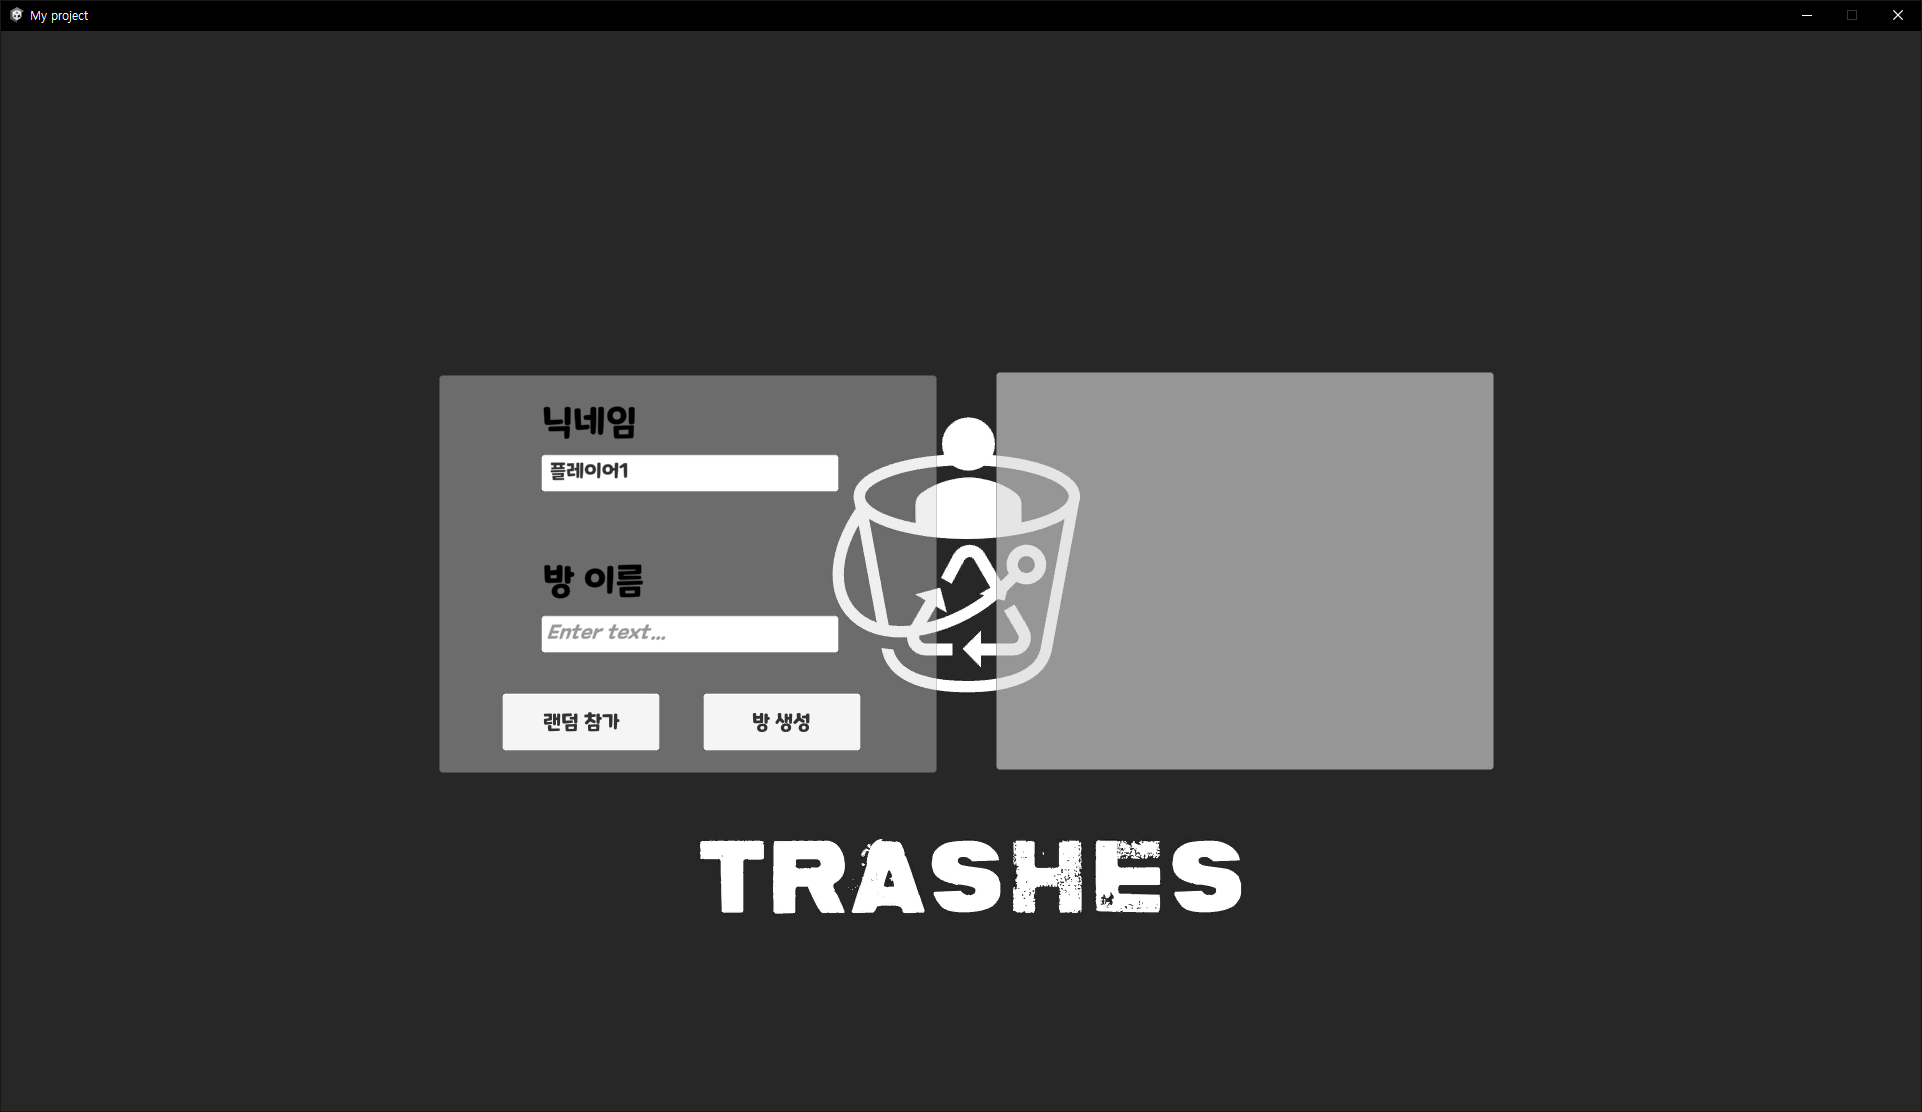 My project
닉네임
플레이어1
방 이름
Enter text...
랜덤 참가
방 생성
TRASHES